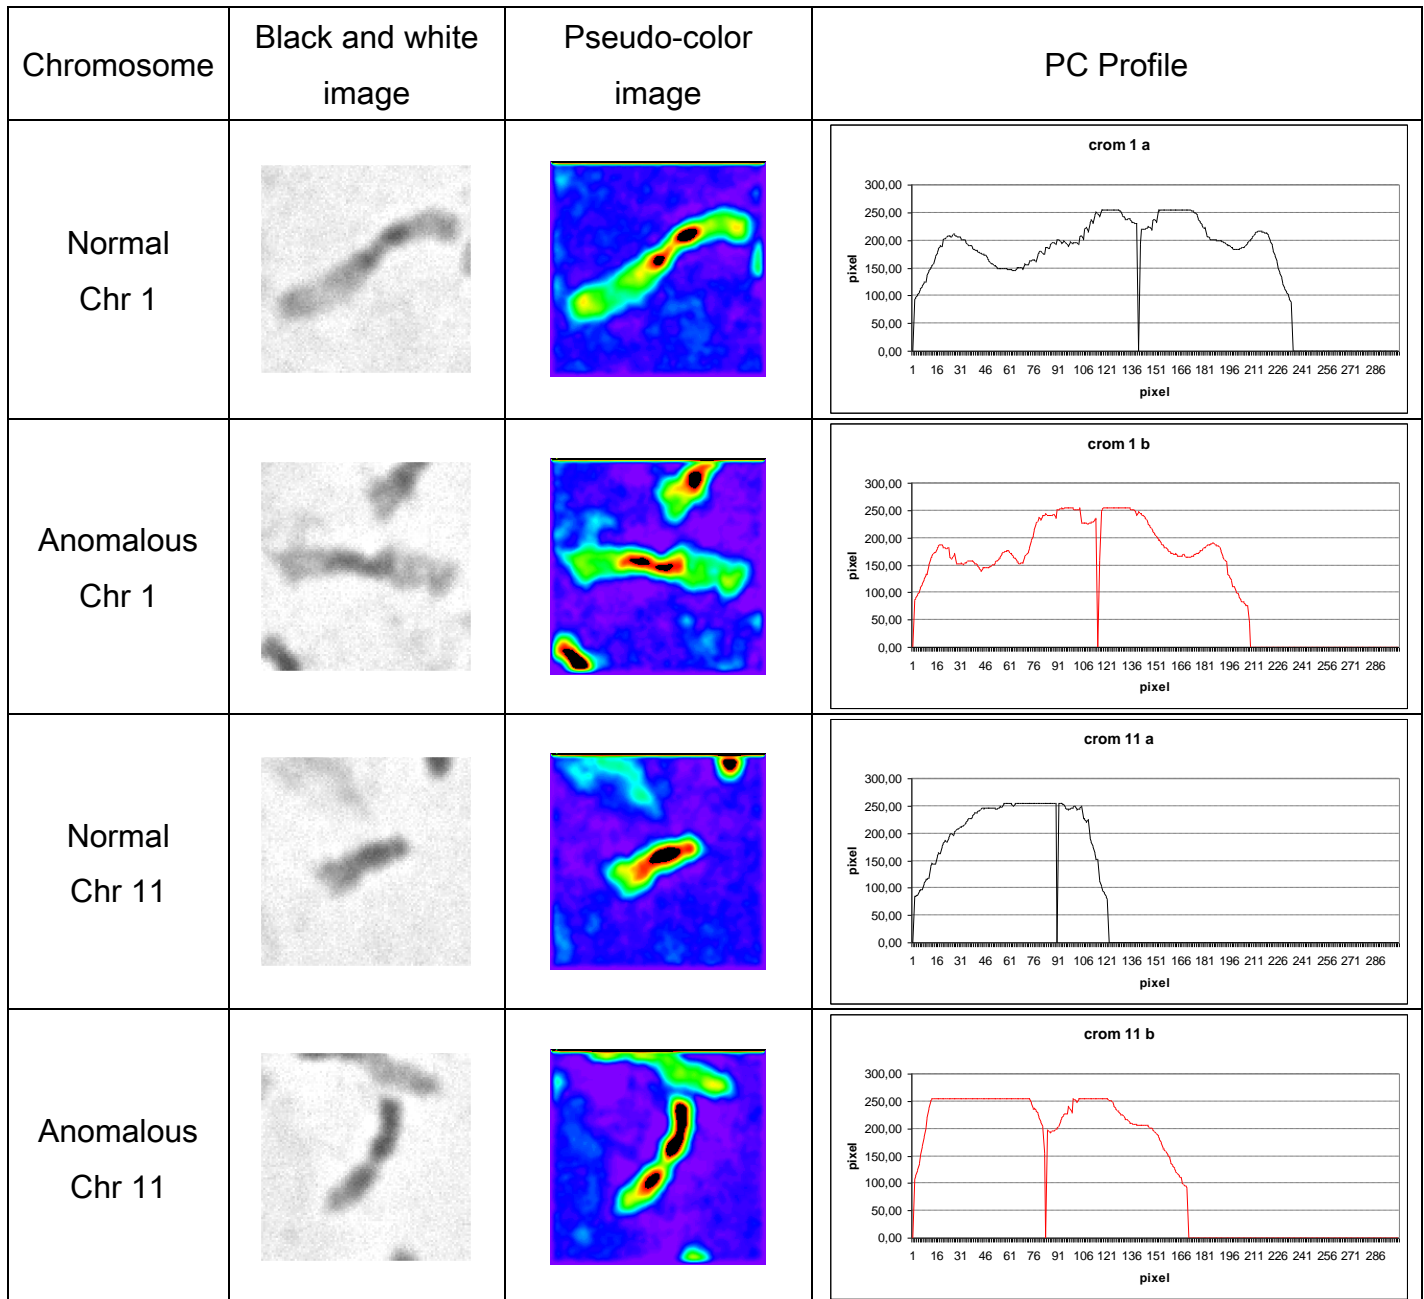 Chromosome
Black and white
image
Pseudo-color
image
PC Profile
Normal
Chr 1
crom 1 a
300,00
250,00
200,00
150,00
100,00
50,00
0,00
pixel
1 16 31 46 61 76 91 106 121 136 151 166 181 196 211 226 241 256 271 286
pixel
Anomalous
Chr 1
crom 1 b
300,00
250,00
200,00
150,00
100,00
50,00
0,00
pixel
1 16 31 46 61 76 91 106 121 136 151 166 181 196 211 226 241 256 271 286
pixel
Normal
Chr 11
crom 11 a
300,00
250,00
200,00
150,00
100,00
50,00
0,00
pixel
1 16 31 46 61 76 91 106 121 136 151 166 181 196 211 226 241 256 271 286
pixel
Anomalous
Chr 11
crom 11 b
300,00
250,00
200,00
150,00
100,00
50,00
0,00
pixel
1 16 31 46 61 76 91 106 121 136 151 166 181 196 211 226 241 256 271 286
pixel